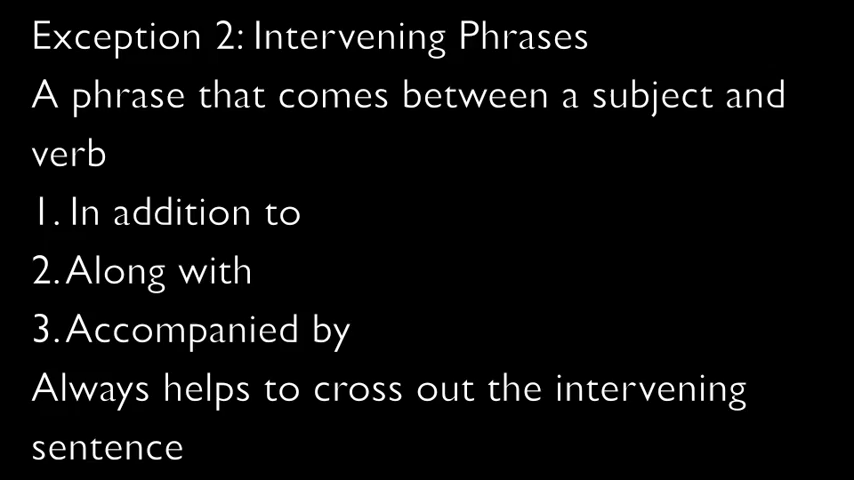 Exception 2: Intervening Phrases
A phrase that comes between a subject and
verb
1. In addition to
2. Along with
3. Accompanied by
Always helps to cross out the intervening
sentence